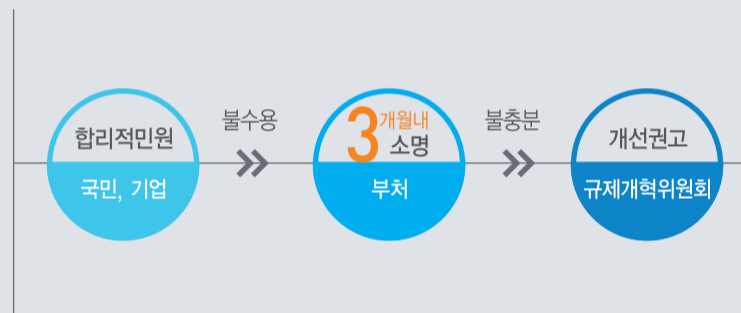 합리적민원
국민, 기업
불수용
3개월내
소명
부처
불충분
개선권고
규제개혁위원회